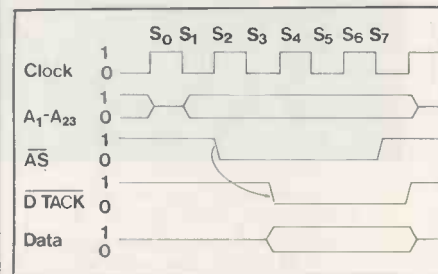 S0 S1 S2 S3 S4 S5 S6 S7
1
Clock 0
1
A1-A23 0
1
AS 0
1
D TACK 0
1
Data 0